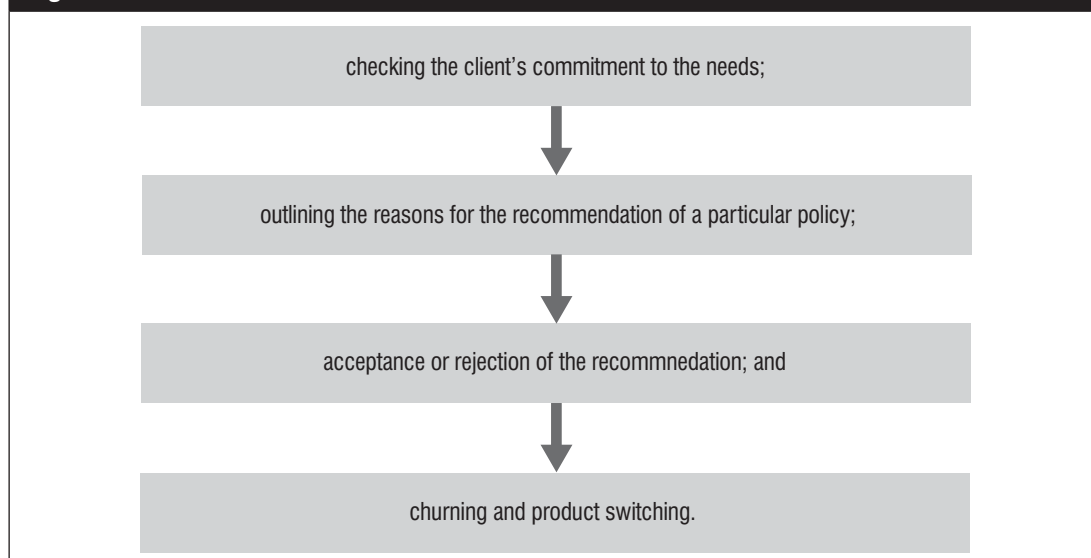 checking the client’s commitment to the needs;
outlining the reasons for the recommendation of a particular policy;
acceptance or rejection of the recommnedation; and
churning and product switching.